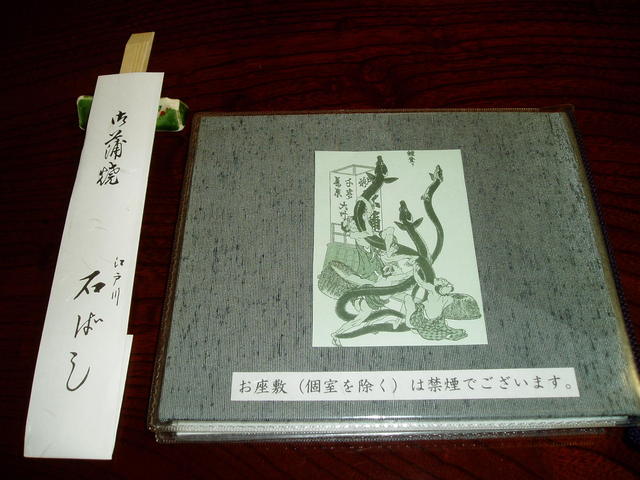 御蒲焼
江戸川
石ばし
お座敷（個室を除く）は禁煙でございます。